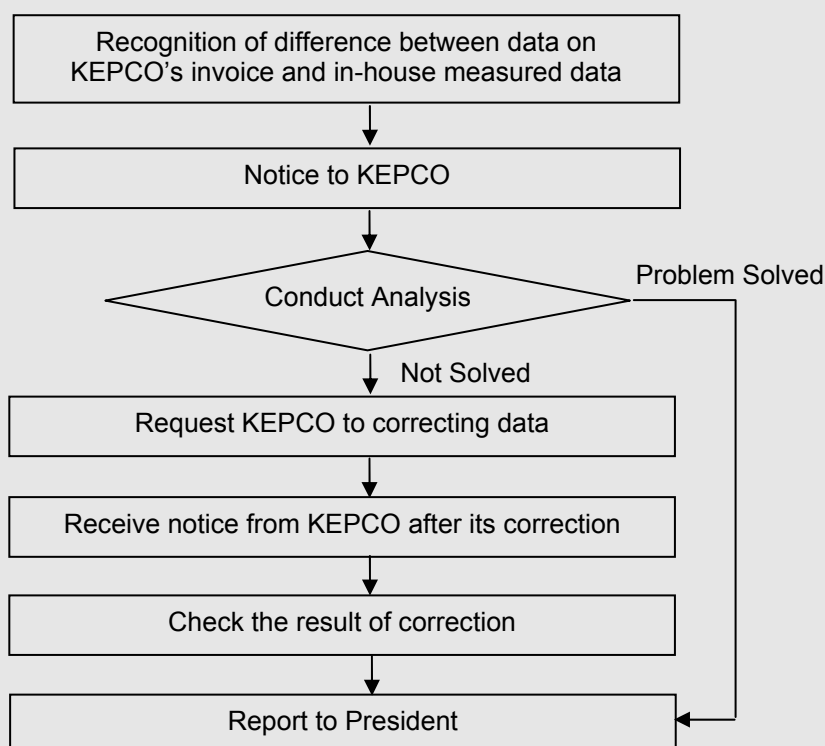 Recognition of difference between data on
KEPCO’s invoice and in-house measured data
Notice to KEPCO
Conduct Analysis
Problem Solved
Not Solved
Request KEPCO to correcting data
Receive notice from KEPCO after its correction
Check the result of correction
Report to President